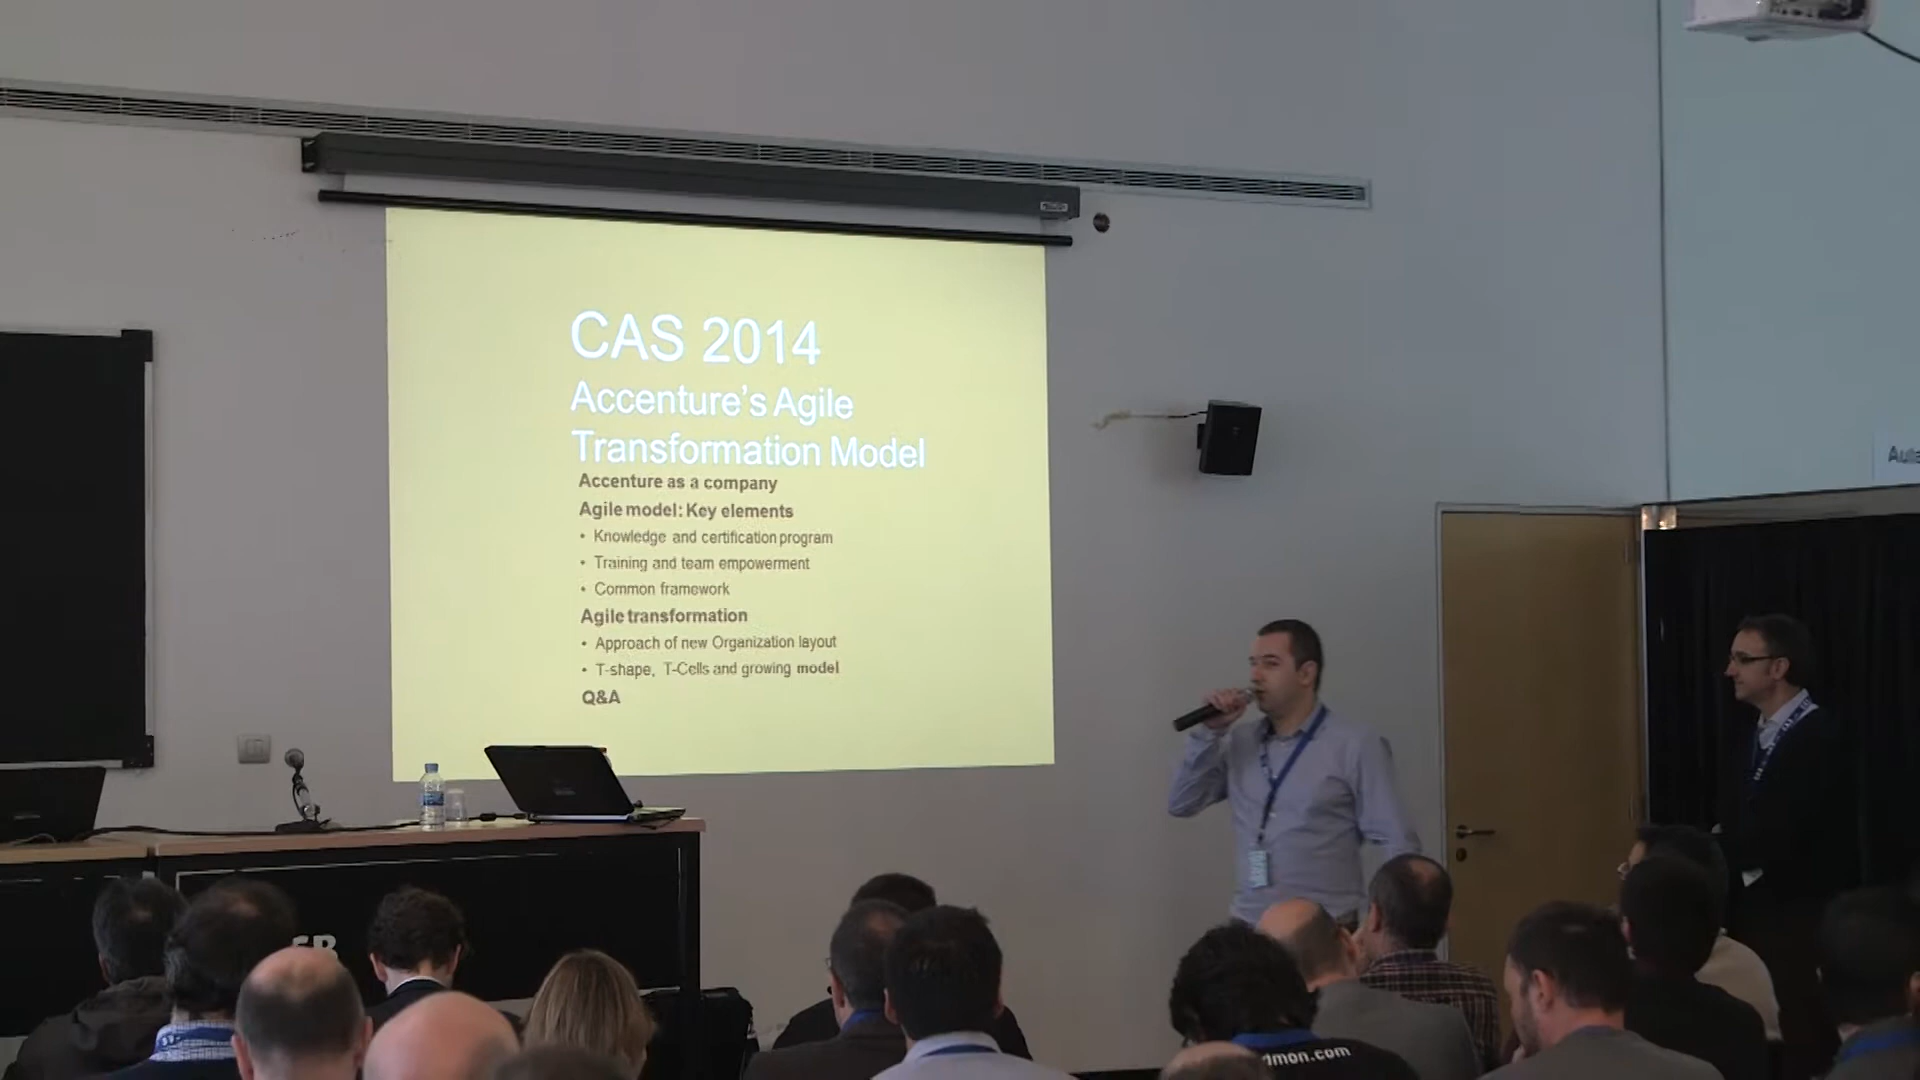 CAS 2014
Accenture's Agile
Transformation Model
Accenture as a company
Agile model: Key elements
• Knowledge and certification program
• Training and team empowerment
• Common framework
Agile transformation
• Approach of new Organization layout
• T-shape, T-Cells and growing model
Q&A